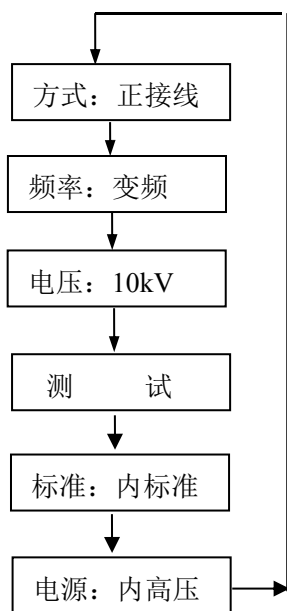 方式：正接线
频率：变频
电压：10kV
测 试
标准：内标准
电源：内高压